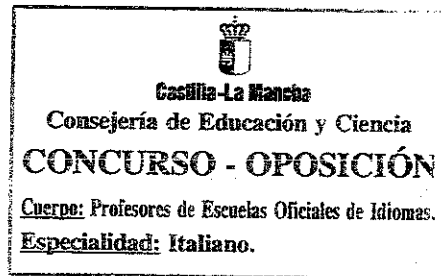 Castilla-La Mancha
Consejería de Educación y Ciencia
CONCURSO - OPOSICIÓN
Cuerpo: Profesores de Escuelas Oficiales de Idiomas.
Especialidad: Italiano.